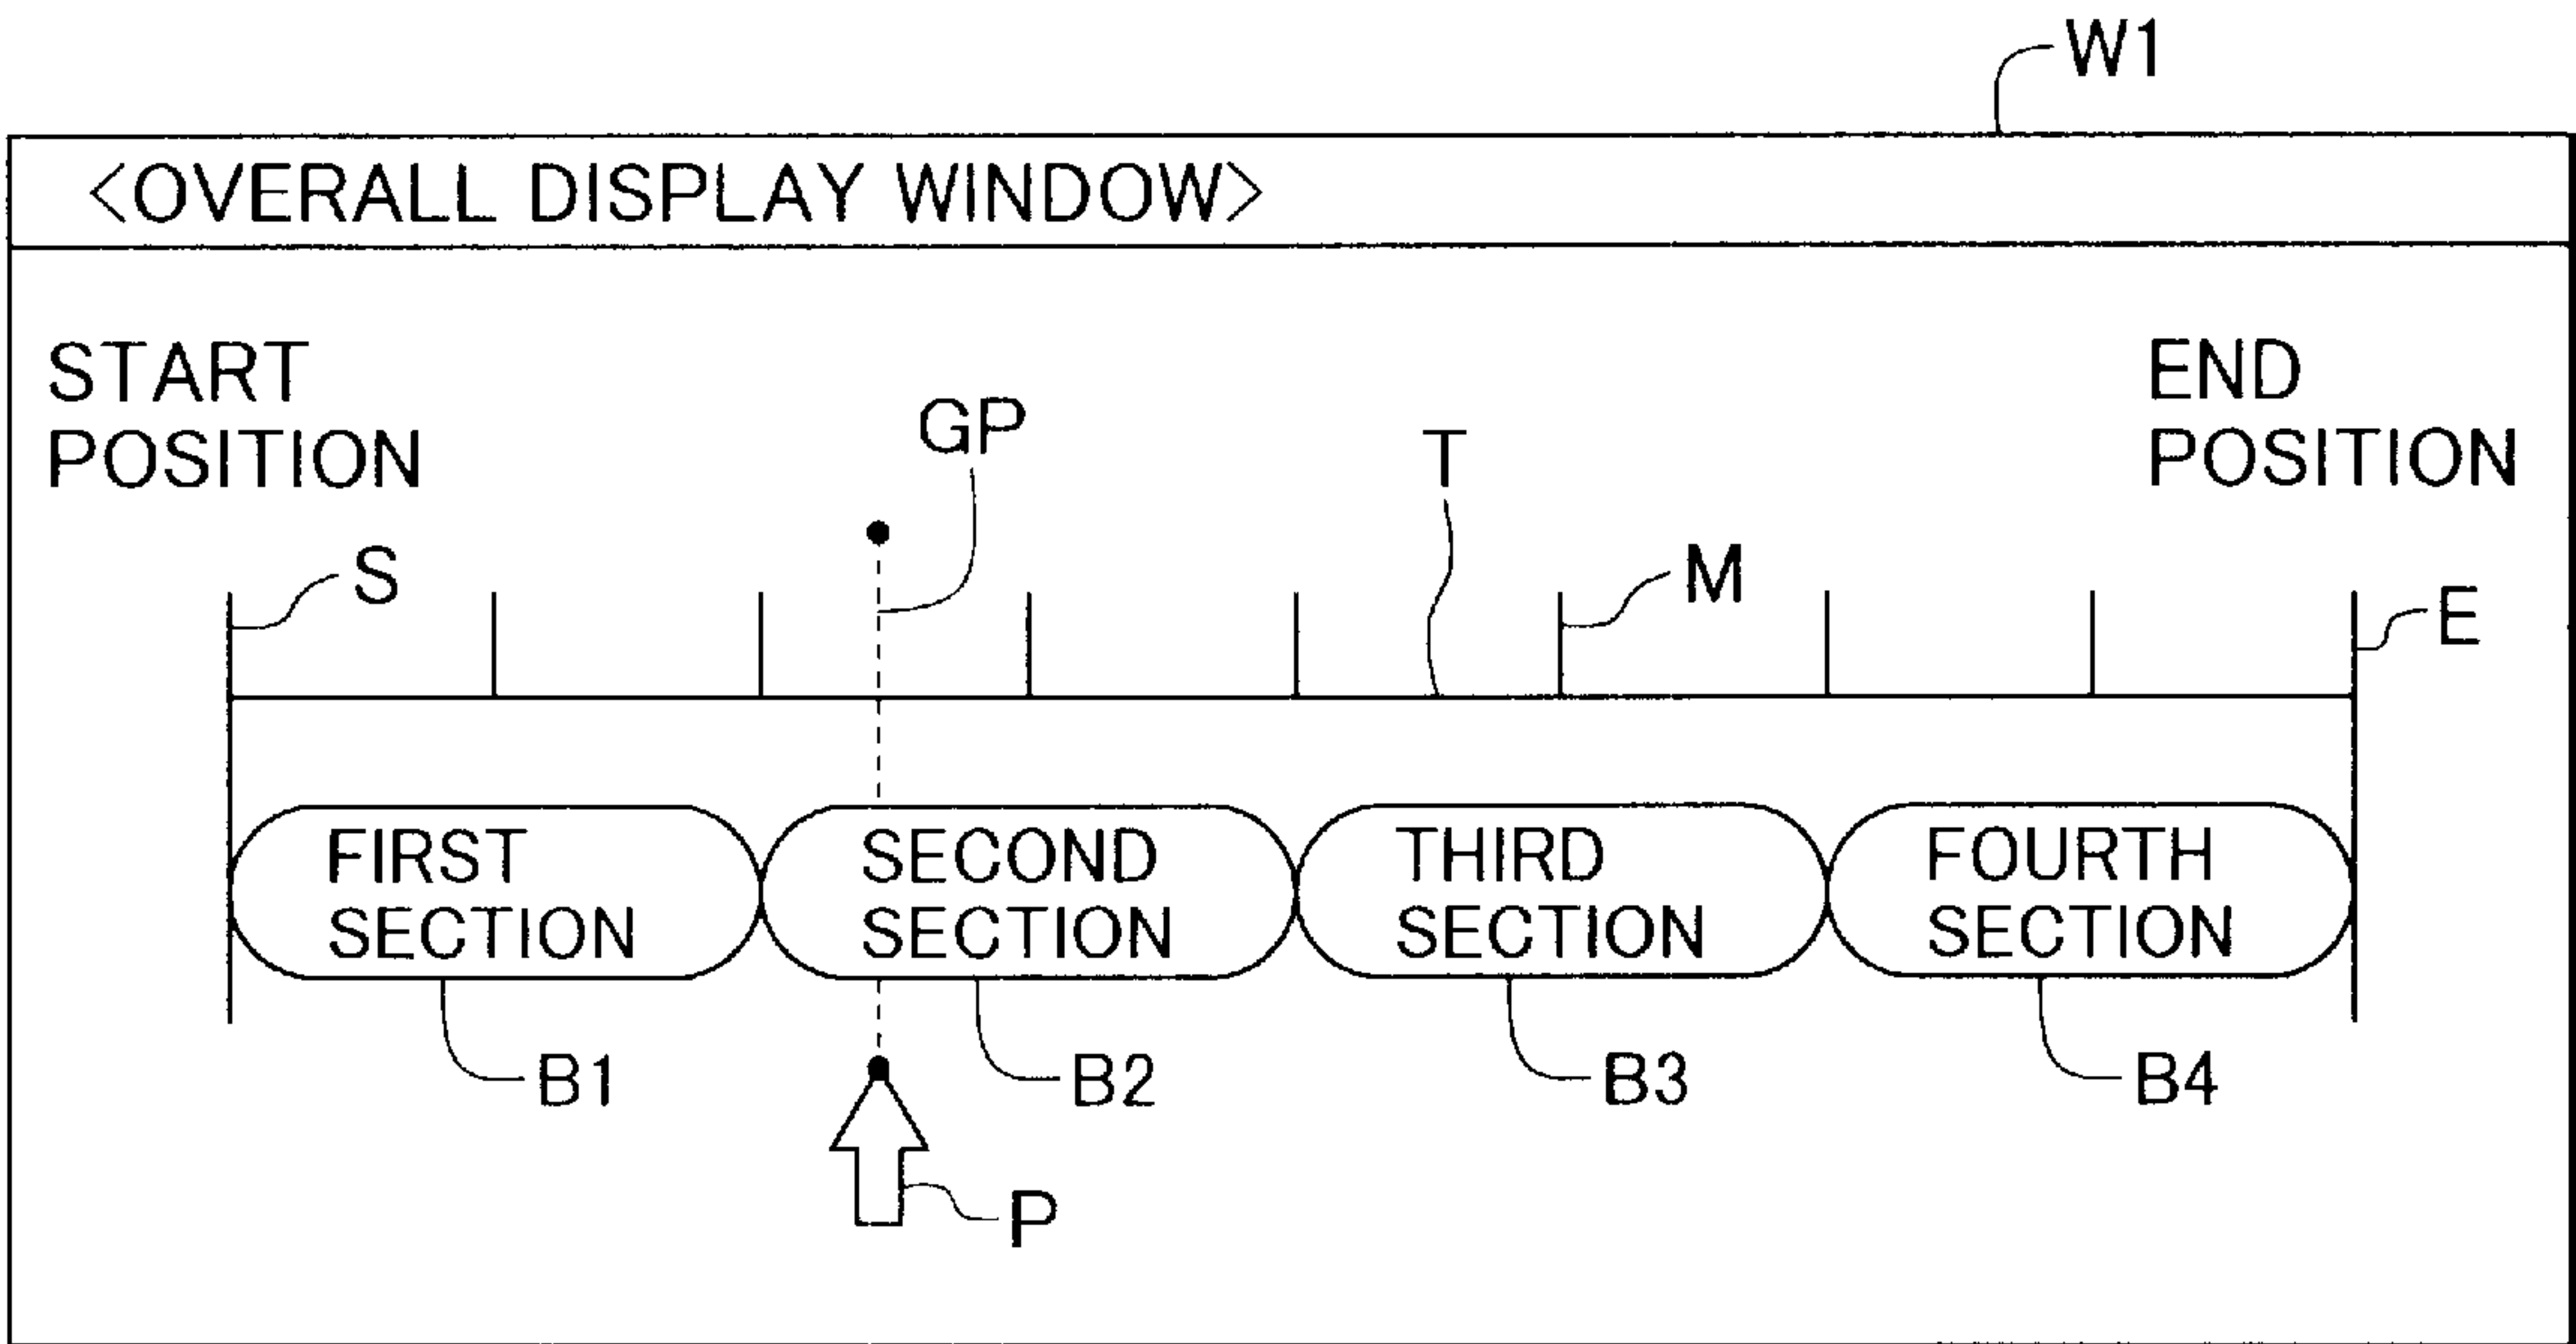 W1
<OVERALL DISPLAY WINDOW>
START
POSITION
END
POSITION
GP
T
S
M
E
FIRST
SECTION
SECOND
SECTION
THIRD
SECTION
FOURTH
SECTION
B1
B2
B3
B4
P